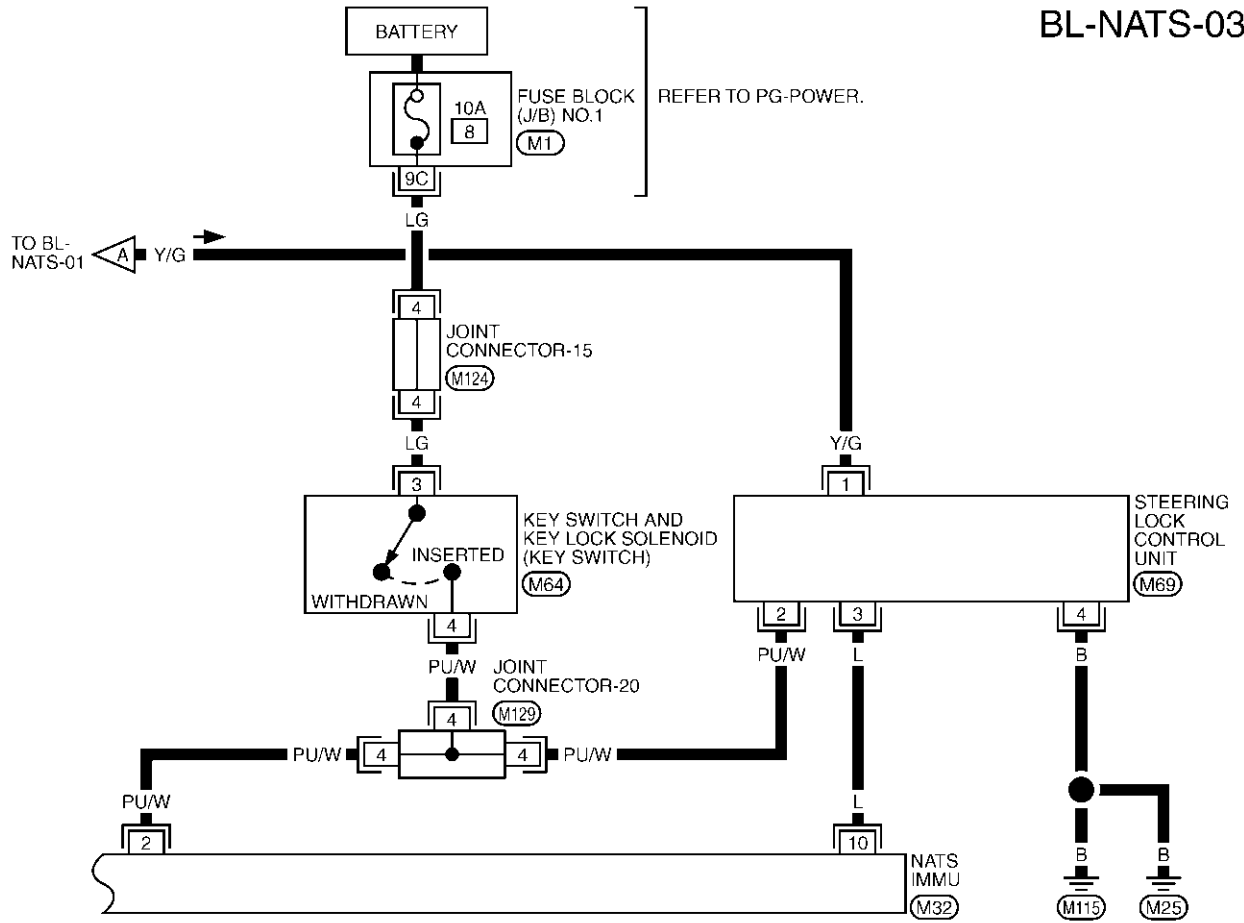 BL-NATS-03
BATTERY
10A
8
FUSE BLOCK
(J/B) NO.1
M1
REFER TO PG-POWER.
9C
LG
TO BL-
NATS-01
A
Y/G
4
JOINT
CONNECTOR-15
M124
4
LG
Y/G
3
1
KEY SWITCH AND
KEY LOCK SOLENOID
(KEY SWITCH)
M64
INSERTED
WITHDRAWN
STEERING
LOCK
CONTROL
UNIT
M69
4
2
3
4
PU/W
JOINT
CONNECTOR-20
M129
PU/W
L
B
4
PU/W
4
4
PU/W
PU/W
L
2
10
B
B
NATS
IMMU
M32
M115
M25